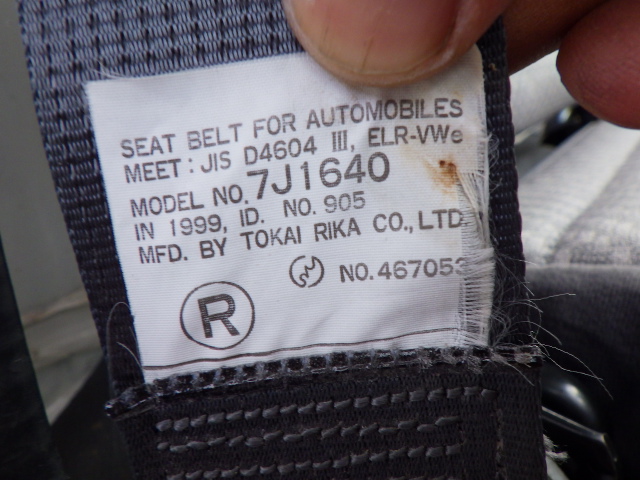 SEAT BELT FOR AUTOMOBILES
MEET: JIS D4604 III, ELR-VWe
MODEL NO. 7J1640
IN 1999, ID. NO. 905
MFD. BY TOKAI RIKA CO., LTD.
NO. 467053
R